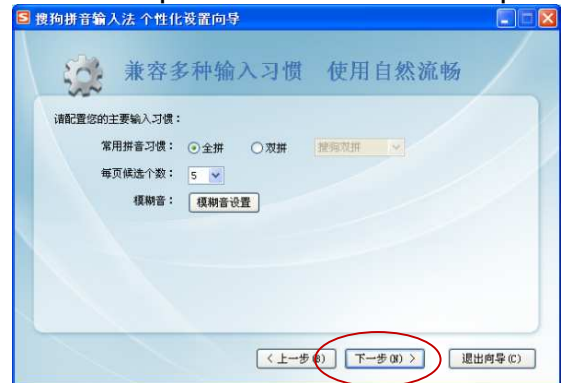 搜狗拼音输入法 个性化设置向导
兼容多种输入习惯 使用自然流畅
请配置您的主要输入习惯：
常用拼音习惯： 全拼 双拼 搜狗双拼
每页候选个数： 5
模糊音： 模糊音设置
<上一步(B) 下一步(N)> 退出向导(C)